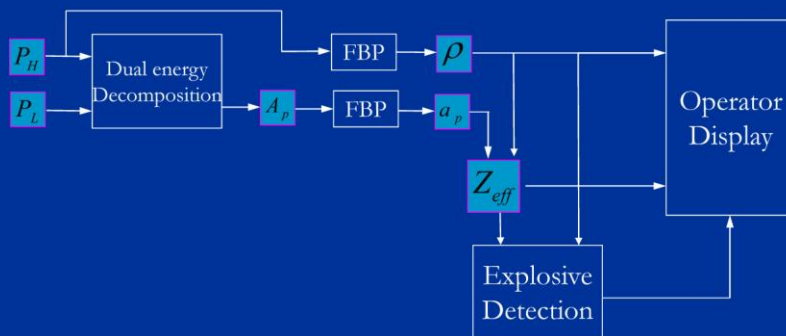 P_H
FBP
ρ
Dual energy
Decomposition
P_L
A_p
FBP
a_p
Operator
Display
Z_eff
Explosive
Detection